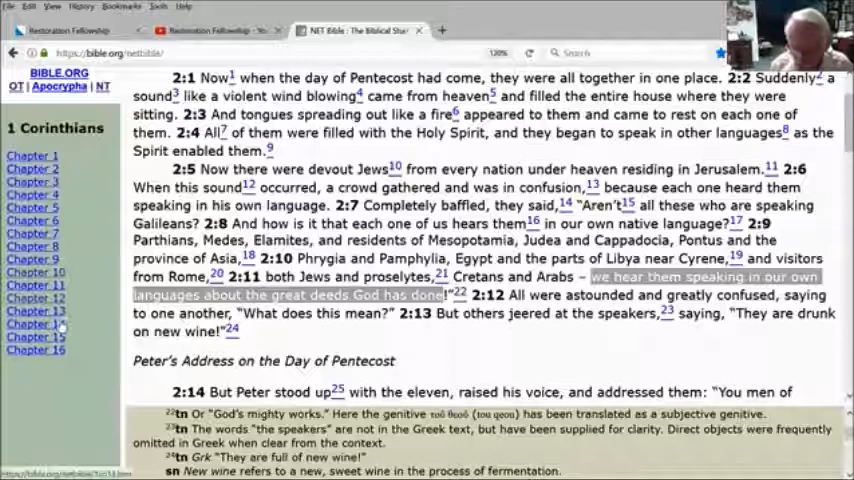 File Edit View History Bookmarks Tools Help
Restoration Fellowship
Restoration Fellowship - Yo
NET Bible : The Biblical Stu
https://bible.org/netbible/
120%
Search
BIBLE.ORG
OT | Apocrypha | NT
1 Corinthians
Chapter 1
Chapter 2
Chapter 3
Chapter 4
Chapter 5
Chapter 6
Chapter 7
Chapter 8
Chapter 9
Chapter 10
Chapter 11
Chapter 12
Chapter 13
Chapter 14
Chapter 15
Chapter 16
2:1 Now1 when the day of Pentecost had come, they were all together in one place. 2:2 Suddenly2 a
sound3 like a violent wind blowing4 came from heaven5 and filled the entire house where they were
sitting. 2:3 And tongues spreading out like a fire6 appeared to them and came to rest on each one of
them. 2:4 All7 of them were filled with the Holy Spirit, and they began to speak in other languages8 as the
Spirit enabled them.9
2:5 Now there were devout Jews10 from every nation under heaven residing in Jerusalem.11 2:6
When this sound12 occurred, a crowd gathered and was in confusion,13 because each one heard them
speaking in his own language. 2:7 Completely baffled, they said,14 "Aren't15 all these who are speaking
Galileans? 2:8 And how is it that each one of us hears them16 in our own native language?17 2:9
Parthians, Medes, Elamites, and residents of Mesopotamia, Judea and Cappadocia, Pontus and the
province of Asia,18 2:10 Phrygia and Pamphylia, Egypt and the parts of Libya near Cyrene,19 and visitors
from Rome,20 2:11 both Jews and proselytes,21 Cretans and Arabs – we hear them speaking in our own
languages about the great deeds God has done!"22 2:12 All were astounded and greatly confused, saying
to one another, "What does this mean?" 2:13 But others jeered at the speakers,23 saying, "They are drunk
on new wine!"24
Peter's Address on the Day of Pentecost
2:14 But Peter stood up25 with the eleven, raised his voice, and addressed them: "You men of
22tn Or "God's mighty works." Here the genitive τοῦ θεοῦ (tou qeou) has been translated as a subjective genitive.
23tn The words "the speakers" are not in the Greek text, but have been supplied for clarity. Direct objects were frequently
omitted in Greek when clear from the context.
24tn Grk "They are full of new wine!"
sn New wine refers to a new, sweet wine in the process of fermentation.